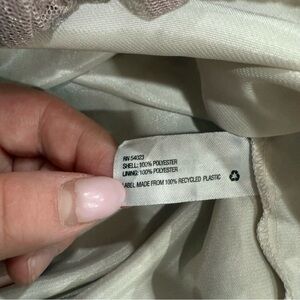 RN 54023
SHELL: 100% POLYESTER
LINING: 100% POLYESTER
LABEL MADE FROM 100% RECYCLED PLASTIC